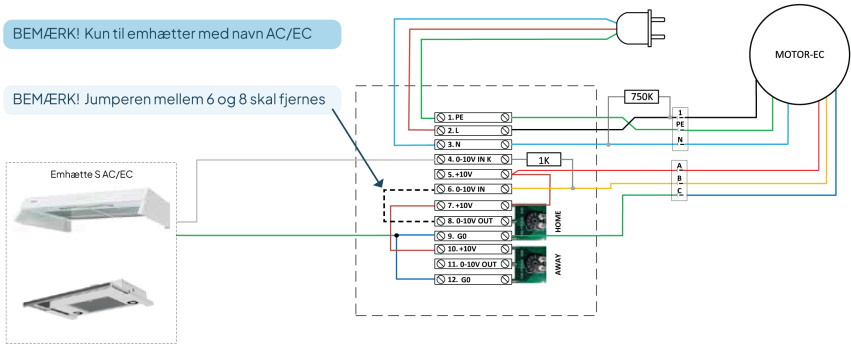 BEMÆRK! Kun til emhætter med navn AC/EC
MOTOR-EC
BEMÆRK! Jumperen mellem 6 og 8 skal fjernes
750K
1
PE
N
1. PE
2. L
3. N
4. 0-10V IN K
1K
5. +10V
6. 0-10V IN
7. +10V
8. 0-10V OUT
9. G0
10. +10V
11. 0-10V OUT
12. G0
A
B
C
HOME
AWAY
Emhætte S AC/EC